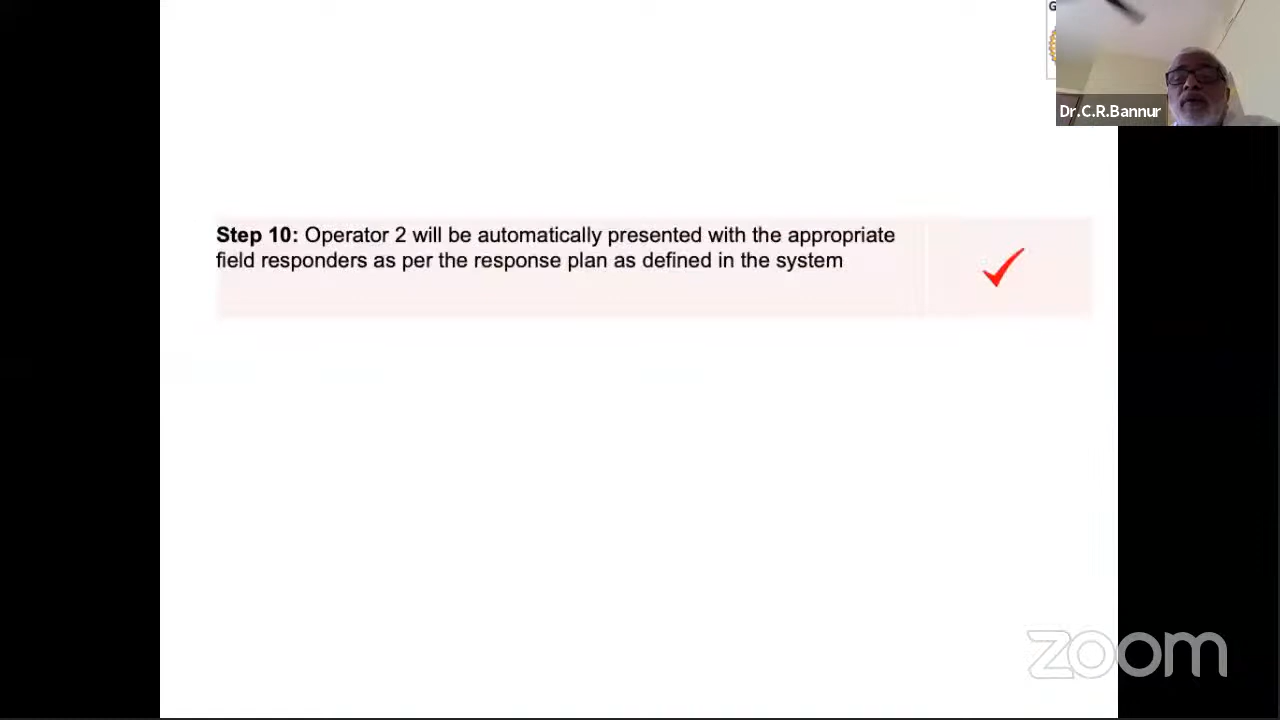 G
Dr.C.R.Bannur
Step 10: Operator 2 will be automatically presented with the appropriate
field responders as per the response plan as defined in the system
zoom